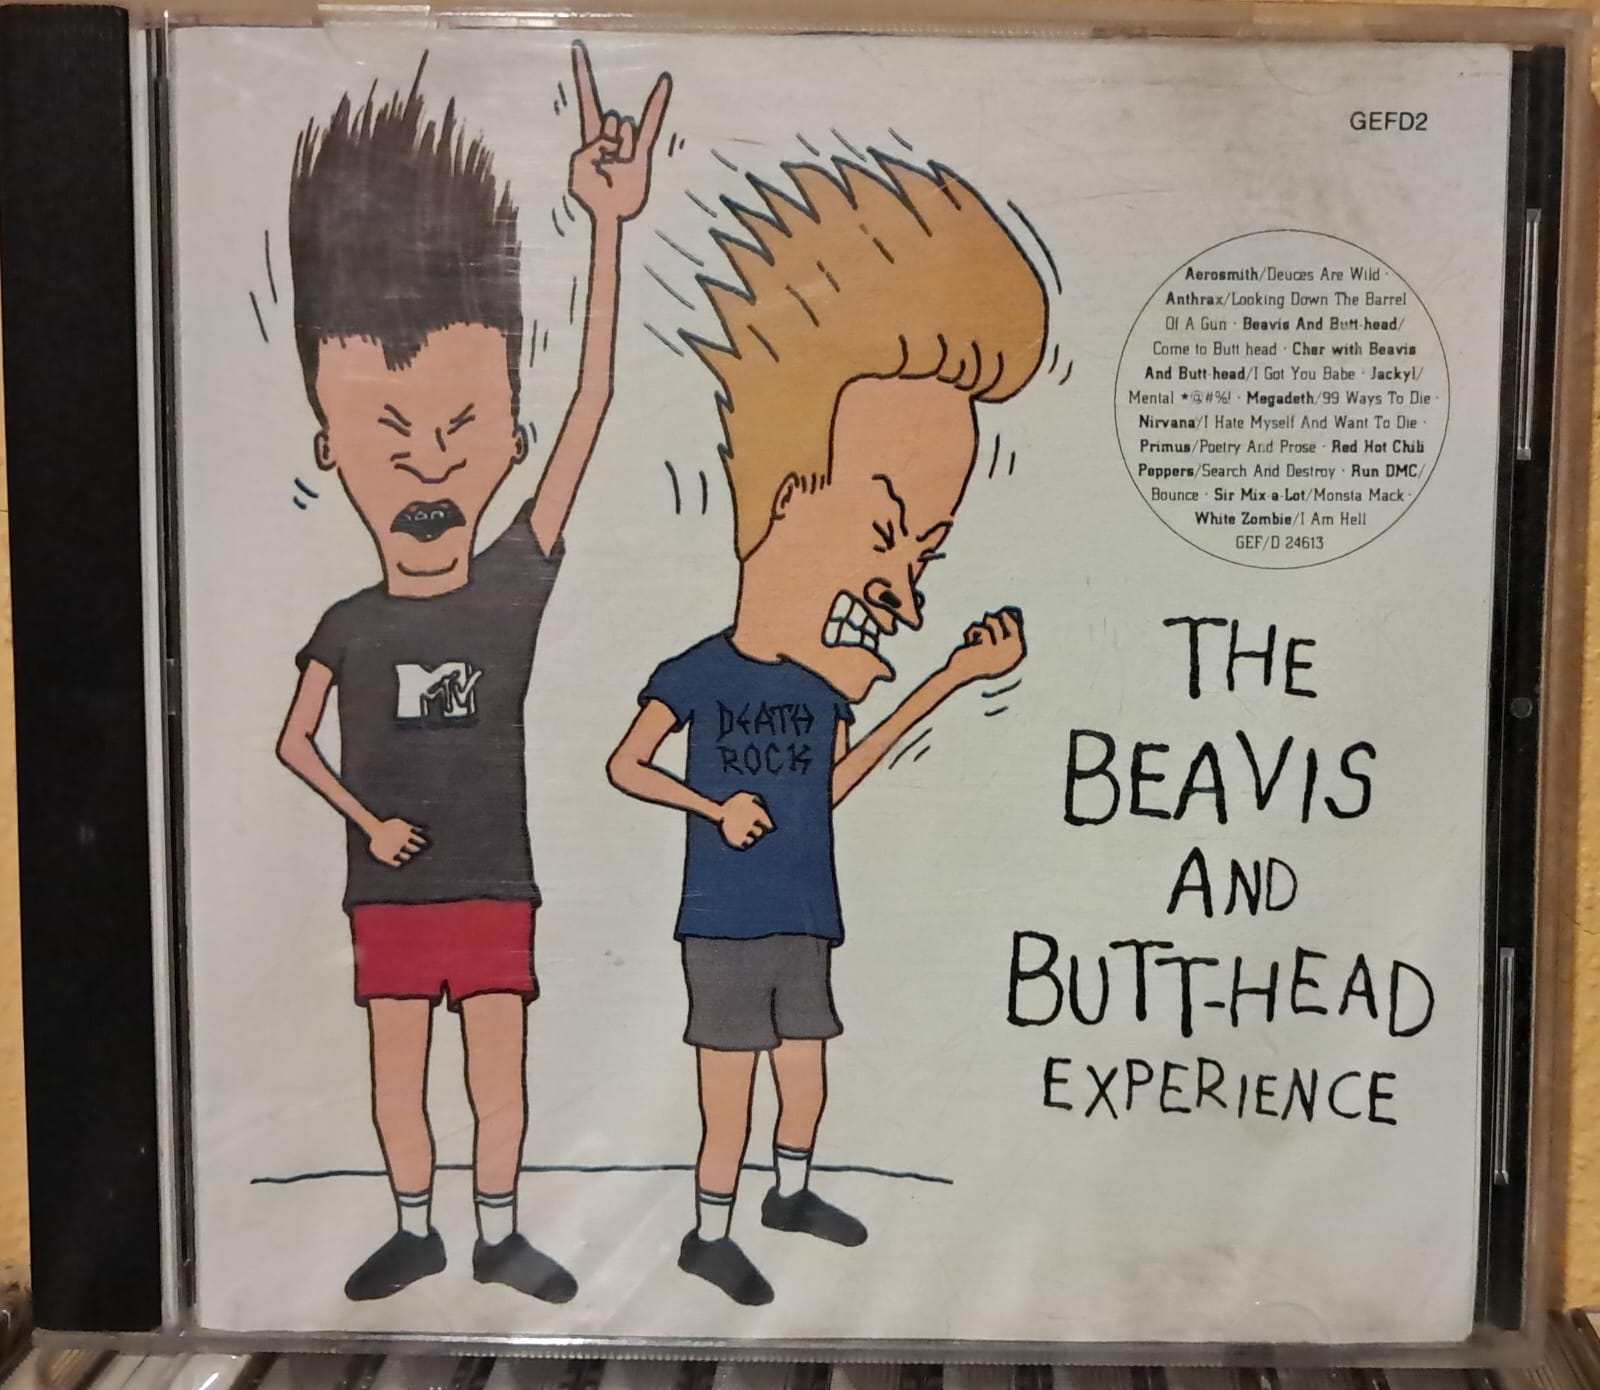 GEFD2
Aerosmith/Deuces Are Wild ·
Anthrax/Looking Down The Barrel
Of A Gun · Beavis And Butt-head/
Come to Butt head · Cher with Beavis
And Butt-head/I Got You Babe · Jackyl/
Mental *@#%! · Megadeth/99 Ways To Die ·
Nirvana/I Hate Myself And Want To Die ·
Primus/Poetry And Prose · Red Hot Chili
Peppers/Search And Destroy · Run DMC/
Bounce · Sir Mix-a-Lot/Monsta Mack ·
White Zombie/I Am Hell
GEF/D 24613
MTV
DEATH
ROCK
THE
BEAVIS
AND
BUTT-HEAD
EXPERIENCE